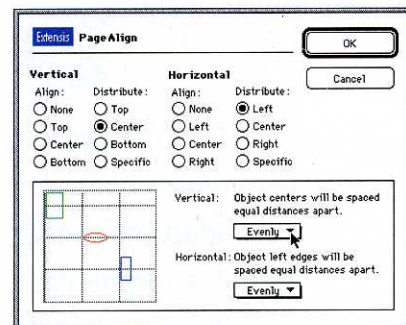 Extensis PageAlign
OK
Cancel
Vertical
Align: Distribute:
None Top
Top Center
Center Bottom
Bottom Specific
Horizontal
Align: Distribute:
None Left
Left Center
Center Right
Right Specific
Vertical: Object centers will be spaced
equal distances apart.
Evenly
Horizontal: Object left edges will be
spaced equal distances apart.
Evenly